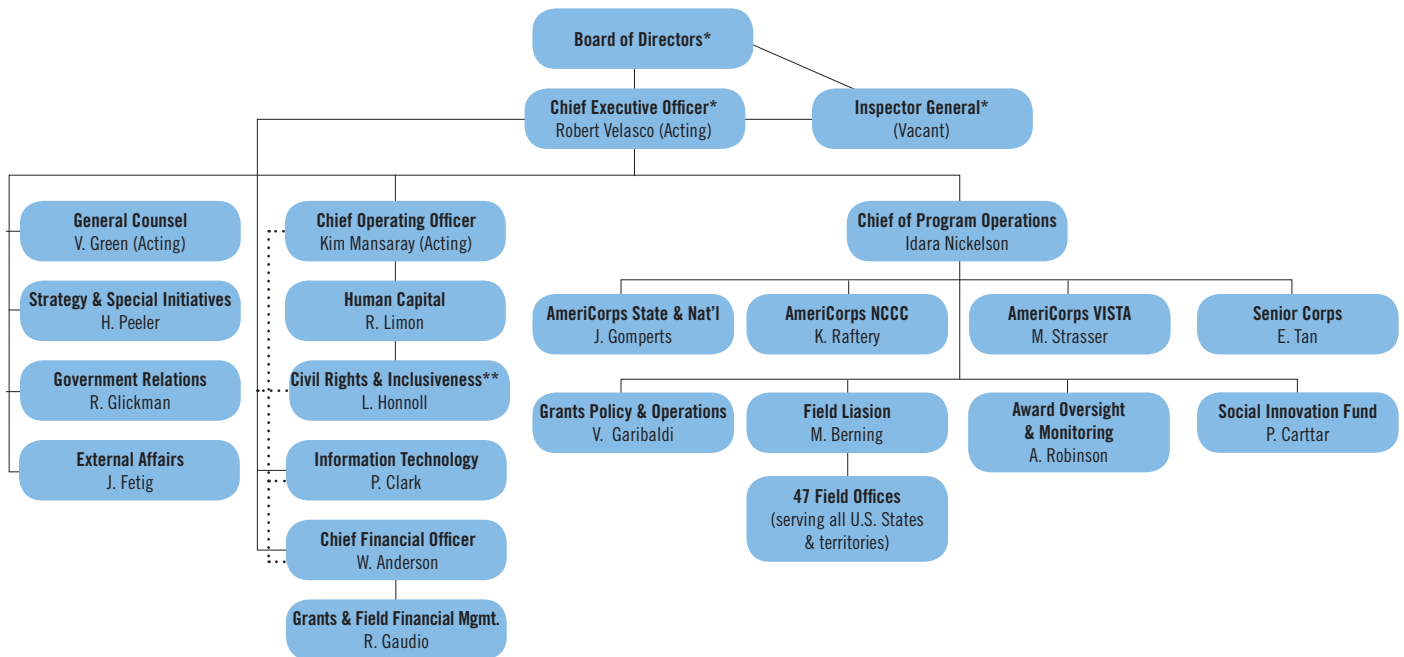 Board of Directors*
Chief Executive Officer*
Robert Velasco (Acting)
Inspector General*
(Vacant)
General Counsel
V. Green (Acting)
Strategy & Special Initiatives
H. Peeler
Government Relations
R. Glickman
External Affairs
J. Fetig
Chief Operating Officer
Kim Mansaray (Acting)
Human Capital
R. Limon
Civil Rights & Inclusiveness**
L. Honnoll
Information Technology
P. Clark
Chief Financial Officer
W. Anderson
Grants & Field Financial Mgmt.
R. Gaudio
Chief of Program Operations
Idara Nickelson
AmeriCorps State & Nat'l
J. Gomperts
AmeriCorps NCCC
K. Raftery
AmeriCorps VISTA
M. Strasser
Senior Corps
E. Tan
Grants Policy & Operations
V. Garibaldi
Field Liasion
M. Berning
Award Oversight
& Monitoring
A. Robinson
Social Innovation Fund
P. Carttar
47 Field Offices
(serving all U.S. States
& territories)